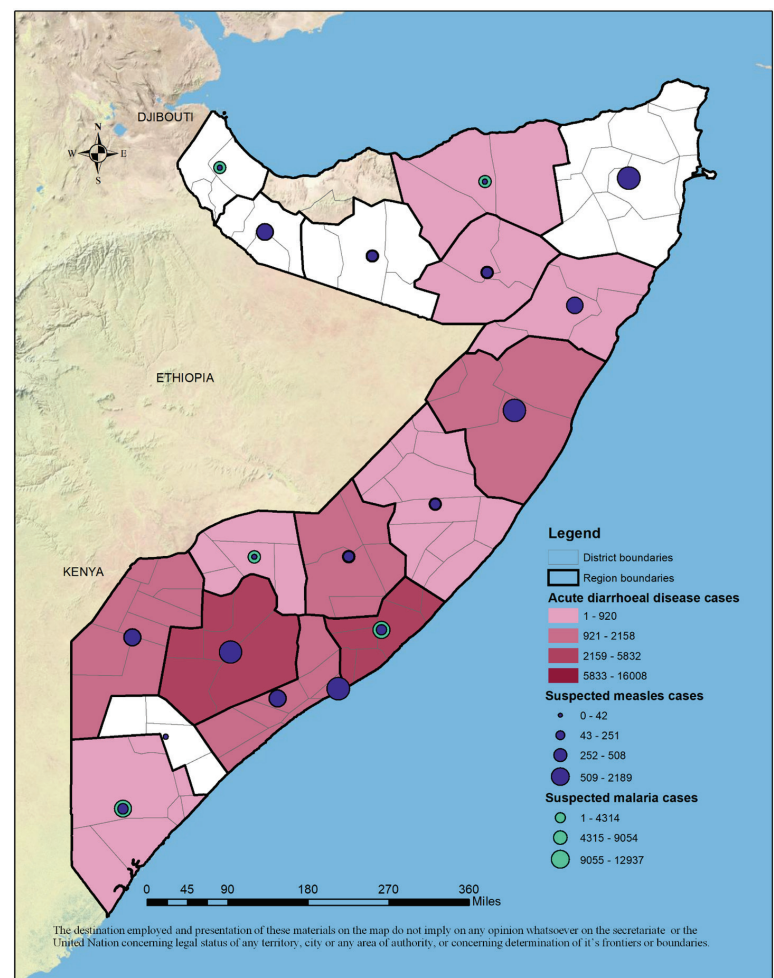 DJIBOUTI
N
W
E
S
ETHIOPIA
KENYA
Legend
District boundaries
Region boundaries
Acute diarrhoeal disease cases
1 - 920
921 - 2158
2159 - 5832
5833 - 16008
Suspected measles cases
0 - 42
43 - 251
252 - 508
509 - 2189
Suspected malaria cases
1 - 4314
4315 - 9054
9055 - 12937
0 45 90 180 270 360
Miles
The destination employed and presentation of these materials on the map do not imply on any opinion whatsoever on the secretariate or the
United Nation concerning legal status of any territory, city or any area of authority, or concerning determination of it`s frontiers or boundaries.